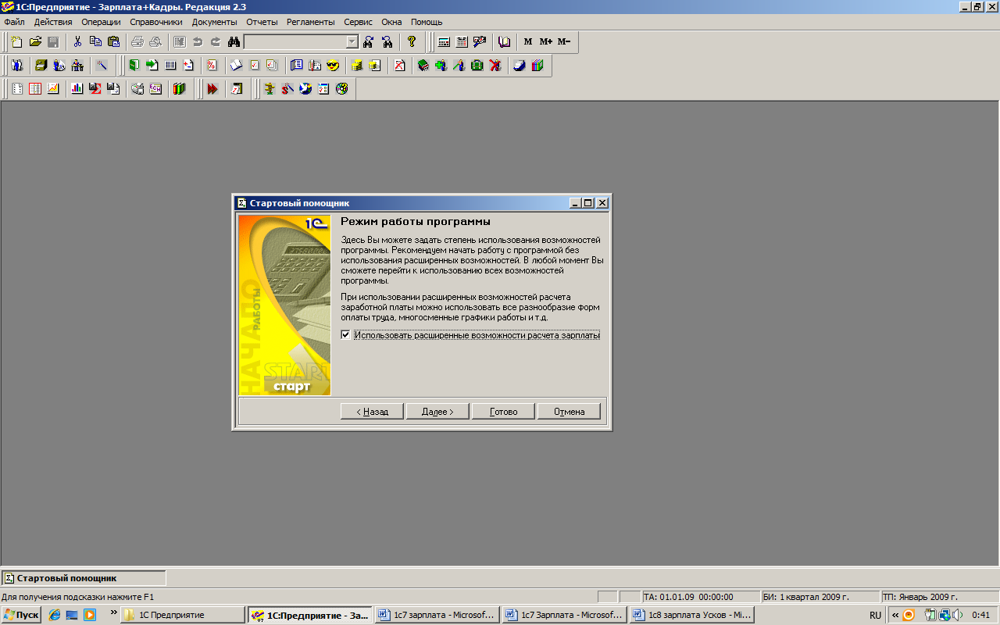 1С:Предприятие - Зарплата+Кадры. Редакция 2.3
Файл Действия Операции Справочники Документы Отчеты Регламенты Сервис Окна Помощь
M M+ M−
Стартовый помощник
1С
НАЧАЛО
РАБОТЫ
START
старт
Режим работы программы
Здесь Вы можете задать степень использования возможностей
программы. Рекомендуем начать работу с программой без
использования расширенных возможностей. В любой момент Вы
сможете перейти к использованию всех возможностей
программы.
При использовании расширенных возможностей расчета
заработной платы можно использовать все разнообразие форм
оплаты труда, многосменные графики работы и т.д.
Использовать расширенные возможности расчета зарплаты
< Назад Далее > Готово Отмена
Стартовый помощник
Для получения подсказки нажмите F1 ТА: 01.01.09 00:00:00 БИ: 1 квартал 2009 г. ТП: Январь 2009 г.
Пуск » 1С Предприятие 1С:Предприятие - За... 1с7 зарплата - Microsof... 1с7 Зарплата - Microsof... 1с8 зарплата Усков - Mi... RU « 0:41